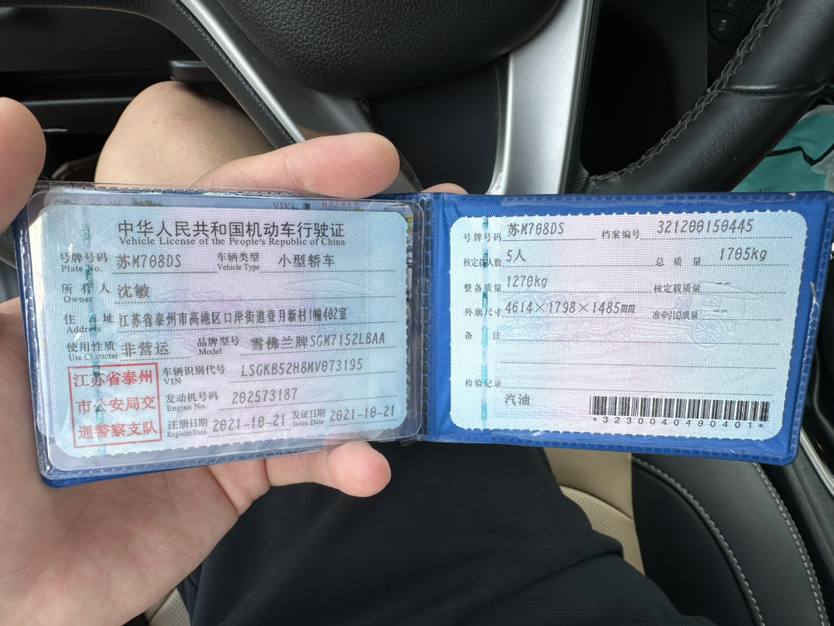 中华人民共和国机动车行驶证
Vehicle License of the People's Republic of China
号牌号码 苏M708DS 车辆类型 小型轿车
Plate No. Vehicle Type
所有人 沈敏
Owner
住址 江苏省泰州市高港区口岸街道登月新村1幢402室
Address
使用性质 非营运 品牌型号 雪佛兰牌SGM7152LBAA
Use Character Model
江苏省泰州
市公安局交
通警察支队
车辆识别代号 LSGKB52H8MV073195
VIN
发动机号码 202573187
Engine No.
注册日期 2021-10-21 发证日期 2021-10-21
Register Date Issue Date
号牌号码 苏M708DS 档案编号 321200150445
核定载人数 5人 总质量 1705kg
整备质量 1270kg 核定载质量 --
外廓尺寸 4614×1798×1485mm 准牵引总质量 --
备注
检验记录
汽油
*3230040490401*